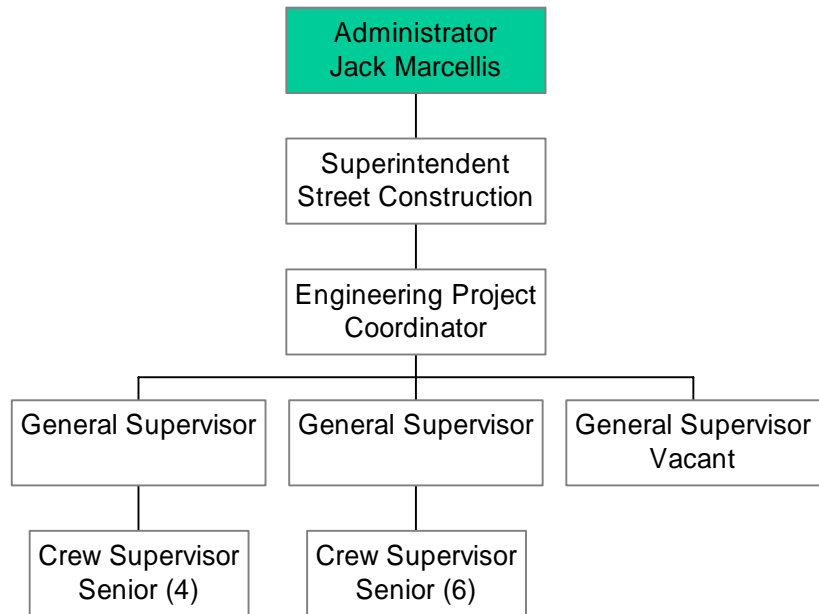 Administrator
Jack Marcellis
Superintendent
Street Construction
Engineering Project
Coordinator
General Supervisor
General Supervisor
General Supervisor
Vacant
Crew Supervisor
Senior (4)
Crew Supervisor
Senior (6)